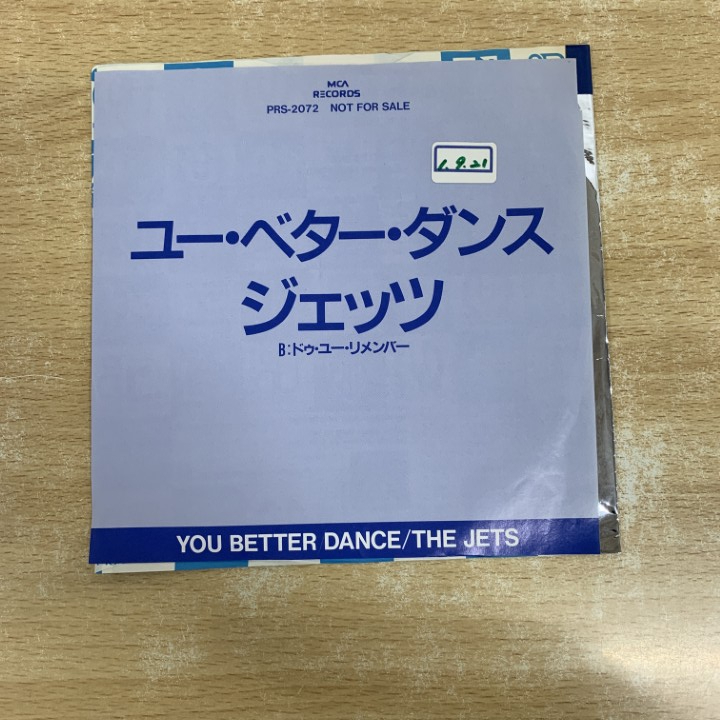 MCA
RECORDS
PRS-2072 NOT FOR SALE
1.9.21
ユー・ベター・ダンス
ジェッツ
B:ドゥ・ユー・リメンバー
YOU BETTER DANCE/THE JETS